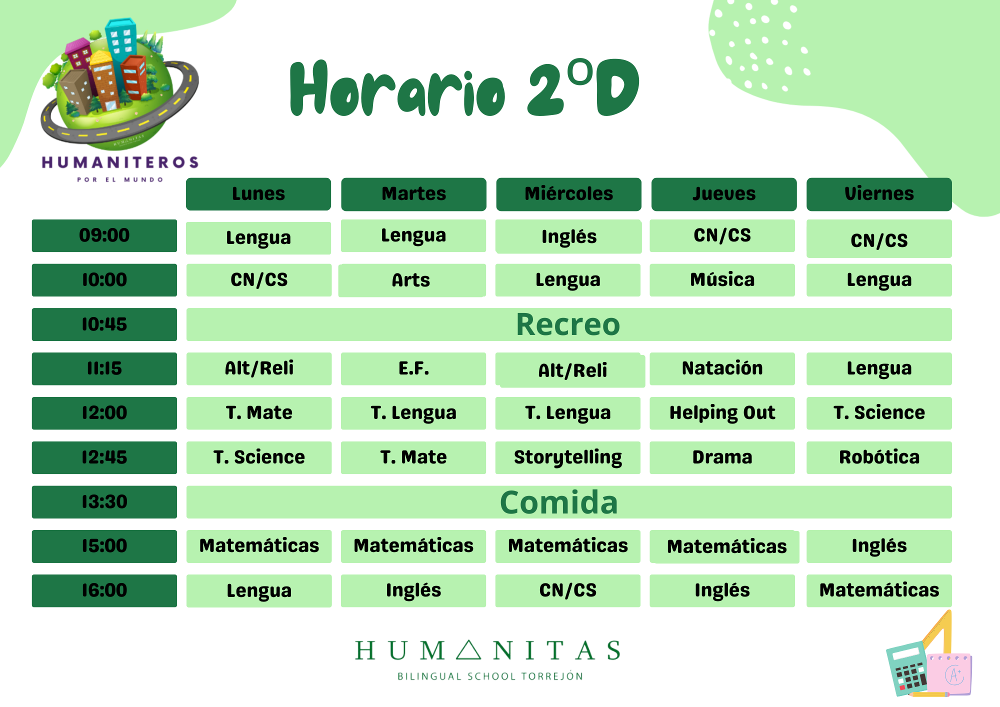 Horario 2ºD
HUMANITAS
HUMANITEROS
POR EL MUNDO
Lunes Martes Miércoles Jueves Viernes
09:00 Lengua Lengua Inglés CN/CS CN/CS
10:00 CN/CS Arts Lengua Música Lengua
10:45 Recreo
11:15 Alt/Reli E.F. Alt/Reli Natación Lengua
12:00 T. Mate T. Lengua T. Lengua Helping Out T. Science
12:45 T. Science T. Mate Storytelling Drama Robótica
13:30 Comida
15:00 Matemáticas Matemáticas Matemáticas Matemáticas Inglés
16:00 Lengua Inglés CN/CS Inglés Matemáticas
HUMANITAS
BILINGUAL SCHOOL TORREJÓN
A+